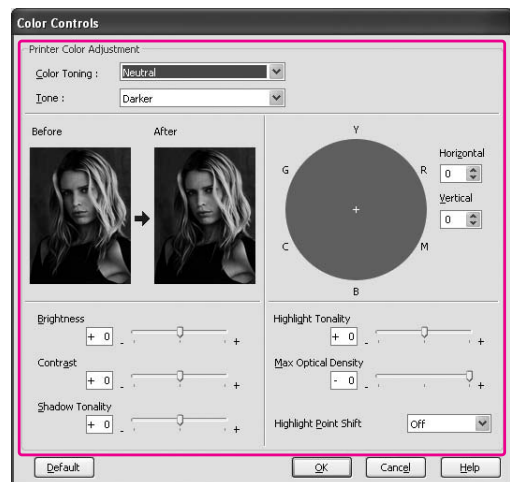 Color Controls
Printer Color Adjustment
Color Toning : Neutral
Tone : Darker
Before After
Y
G R
C M
B
Horizontal
0
Vertical
0
Brightness
+ 0 - +
Contrast
+ 0 - +
Shadow Tonality
+ 0 - +
Highlight Tonality
+ 0 - +
Max Optical Density
- 0 - +
Highlight Point Shift Off
Default OK Cancel Help